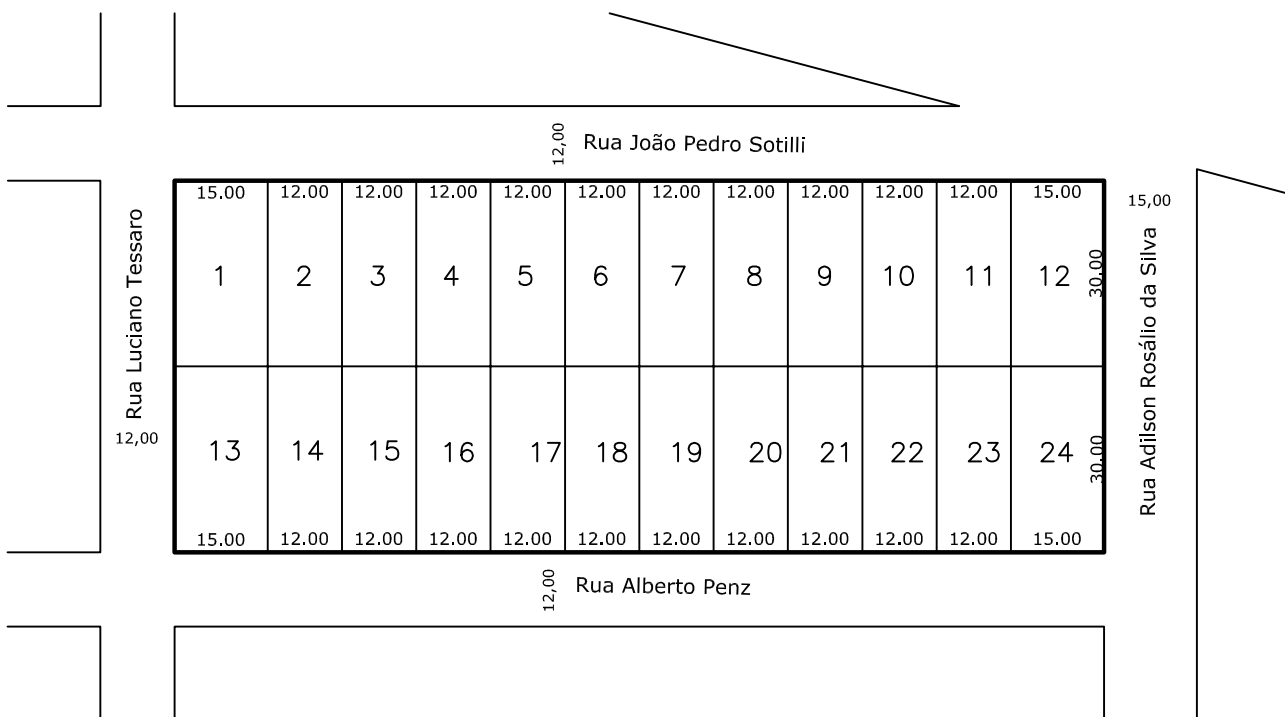 12,00
Rua João Pedro Sotilli
15.00 12.00 12.00 12.00 12.00 12.00 12.00 12.00 12.00 12.00 12.00 15.00
15,00
1 2 3 4 5 6 7 8 9 10 11 12
30.00
Rua Luciano Tessaro
12,00
Rua Adilson Rosálio da Silva
13 14 15 16 17 18 19 20 21 22 23 24
30.00
15.00 12.00 12.00 12.00 12.00 12.00 12.00 12.00 12.00 12.00 12.00 15.00
12,00
Rua Alberto Penz